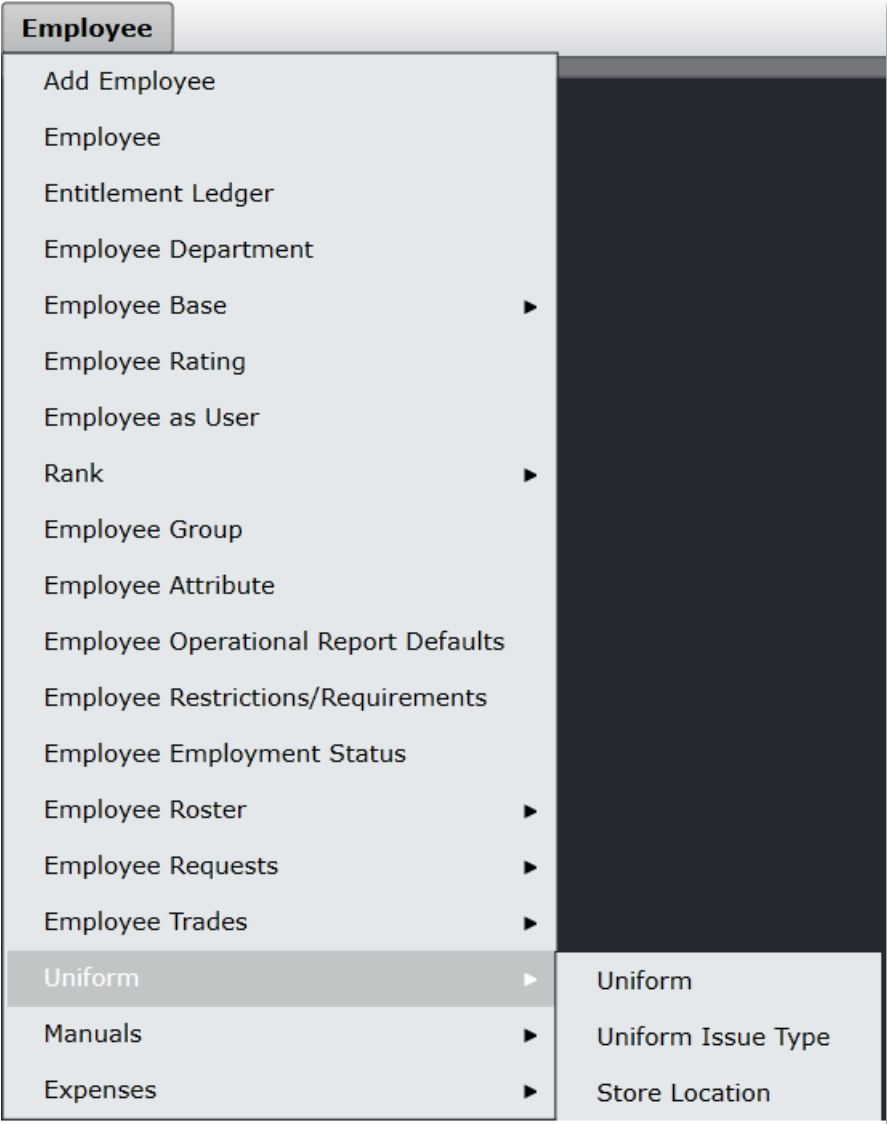 Employee
Add Employee
Employee
Entitlement Ledger
Employee Department
Employee Base
Employee Rating
Employee as User
Rank
Employee Group
Employee Attribute
Employee Operational Report Defaults
Employee Restrictions/Requirements
Employee Employment Status
Employee Roster
Employee Requests
Employee Trades
Uniform
Manuals
Expenses
Uniform
Uniform Issue Type
Store Location